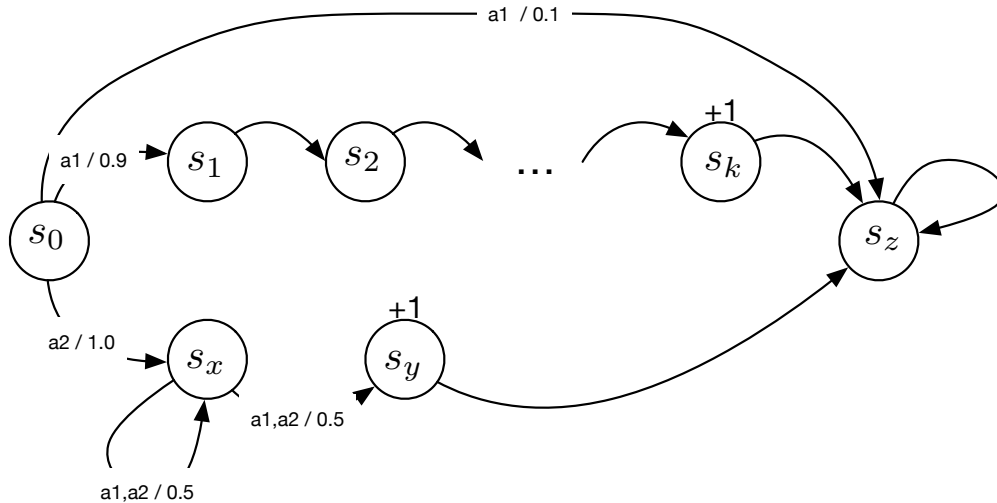 a1 / 0.1
+1
a1 / 0.9
s1
s2
...
sk
s0
sz
a2 / 1.0
+1
sx
sy
a1,a2 / 0.5
a1,a2 / 0.5